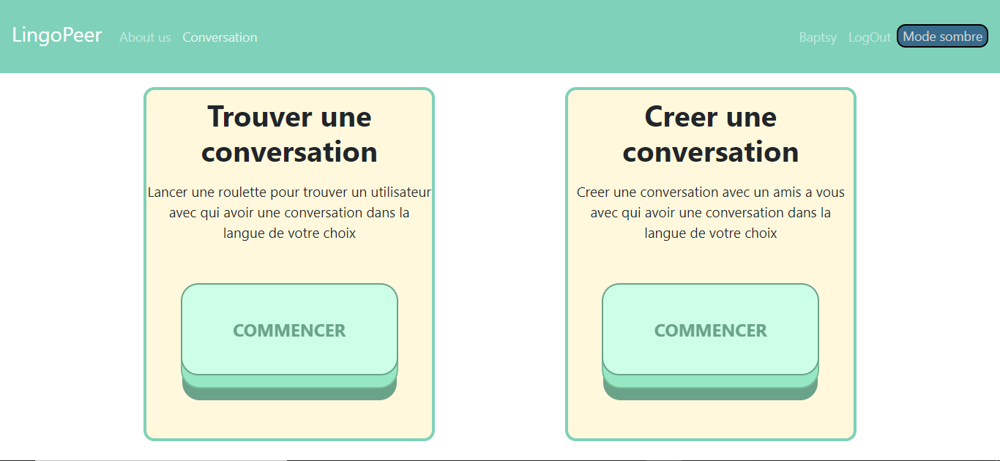 LingoPeer About us Conversation Baptsy LogOut Mode sombre
Trouver une
conversation
Lancer une roulette pour trouver un utilisateur
avec qui avoir une conversation dans la
langue de votre choix
COMMENCER
Creer une
conversation
Creer une conversation avec un amis a vous
avec qui avoir une conversation dans la
langue de votre choix
COMMENCER